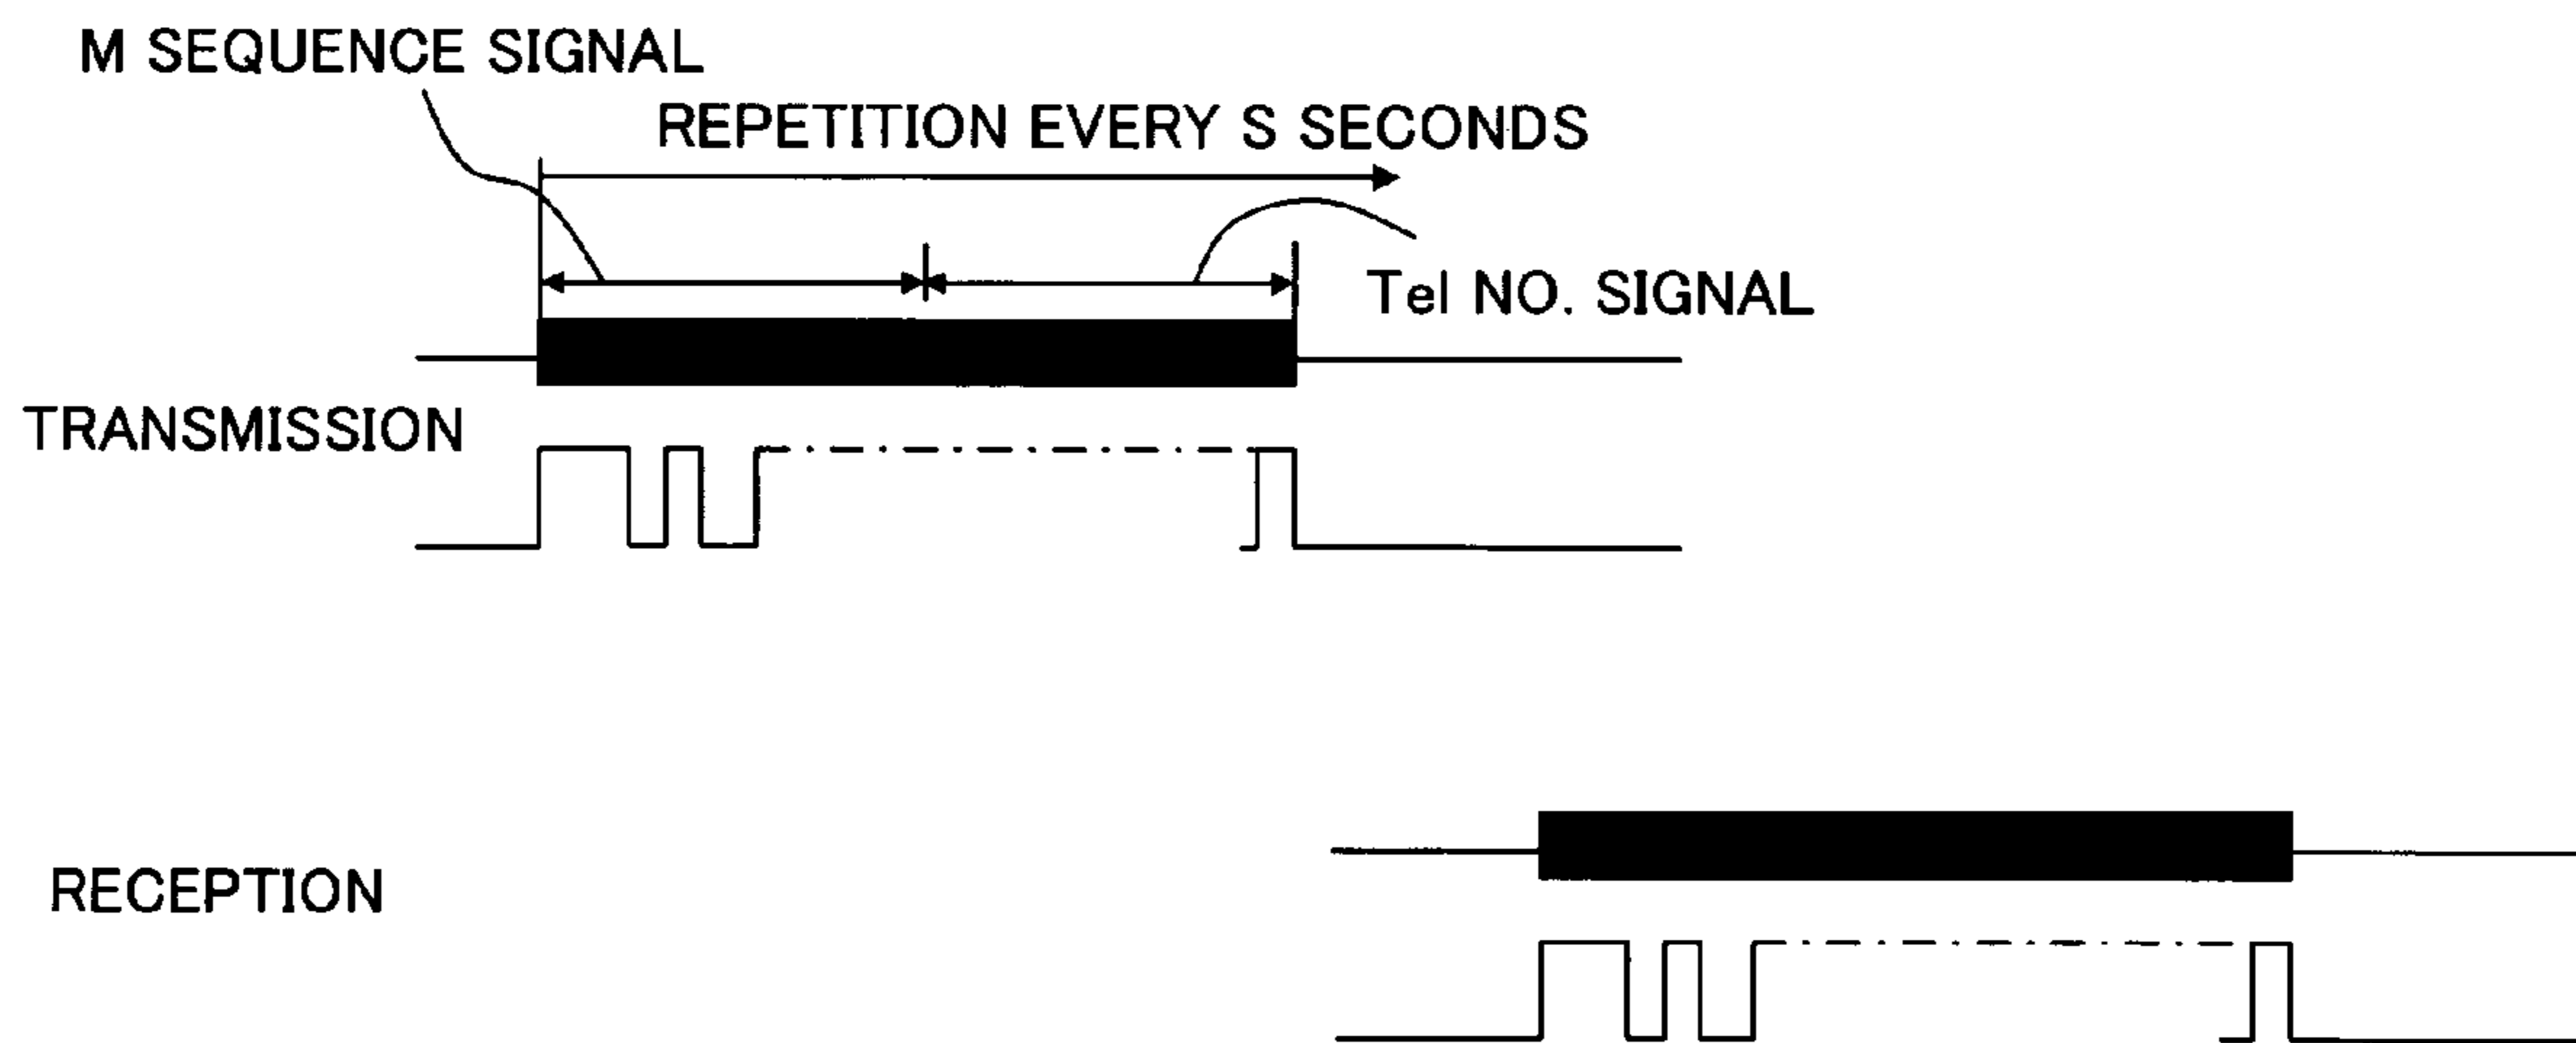 M SEQUENCE SIGNAL
REPETITION EVERY S SECONDS
Tel NO. SIGNAL
TRANSMISSION
RECEPTION